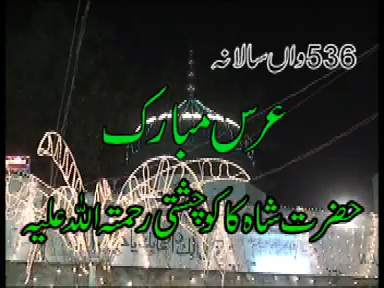 536واں سالانہ
عرس مبارک
حضرت شاہ کاکو چشتی رحمتہ اللہ علیہ